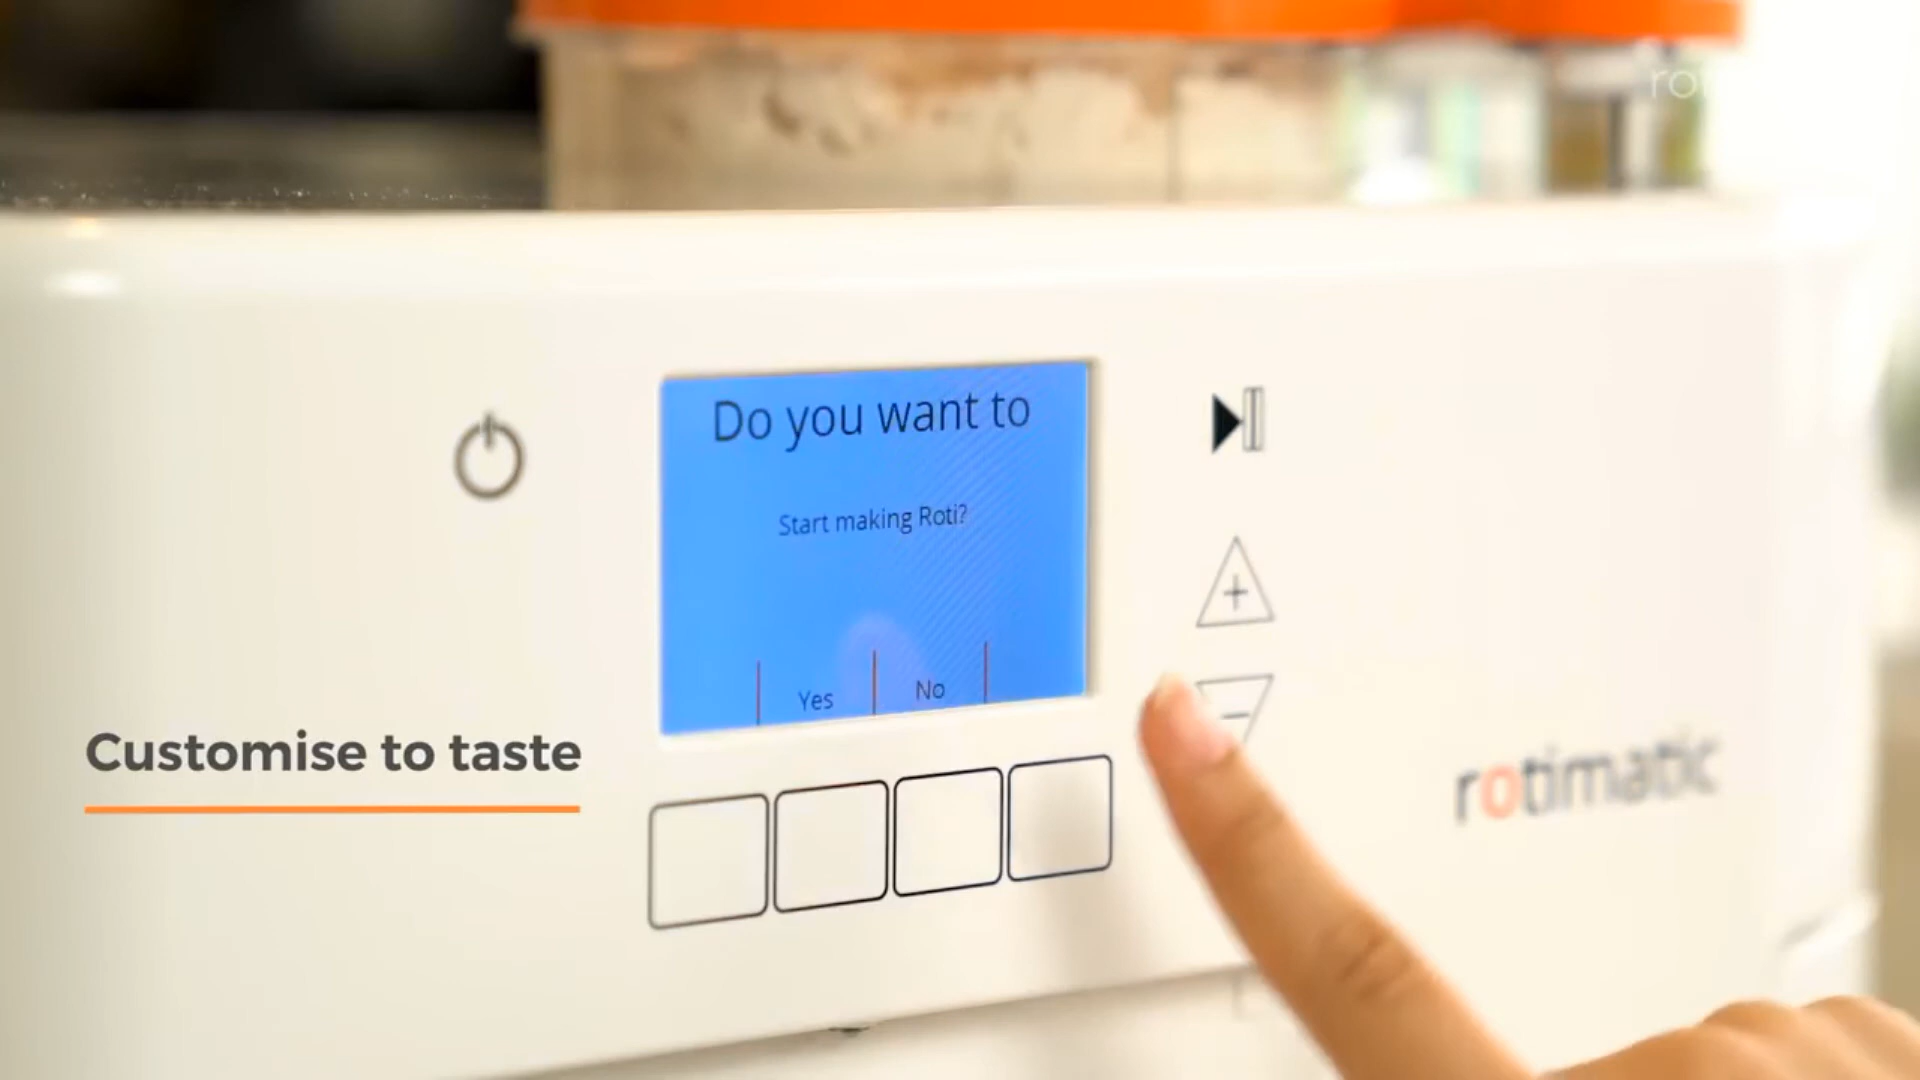 Do you want to
Start making Roti?
Yes
No
Customise to taste
rotimatic